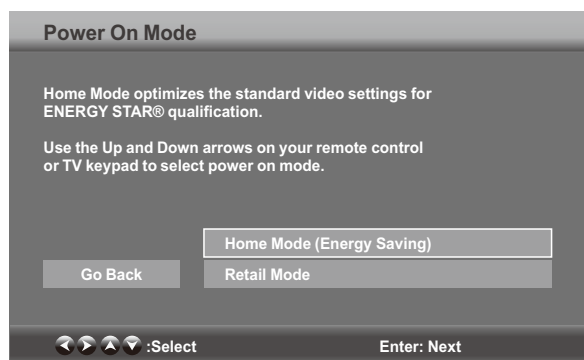 Power On Mode
Home Mode optimizes the standard video settings for
ENERGY STAR® qualification.
Use the Up and Down arrows on your remote control
or TV keypad to select power on mode.
Home Mode (Energy Saving)
Go Back
Retail Mode
:Select
Enter: Next